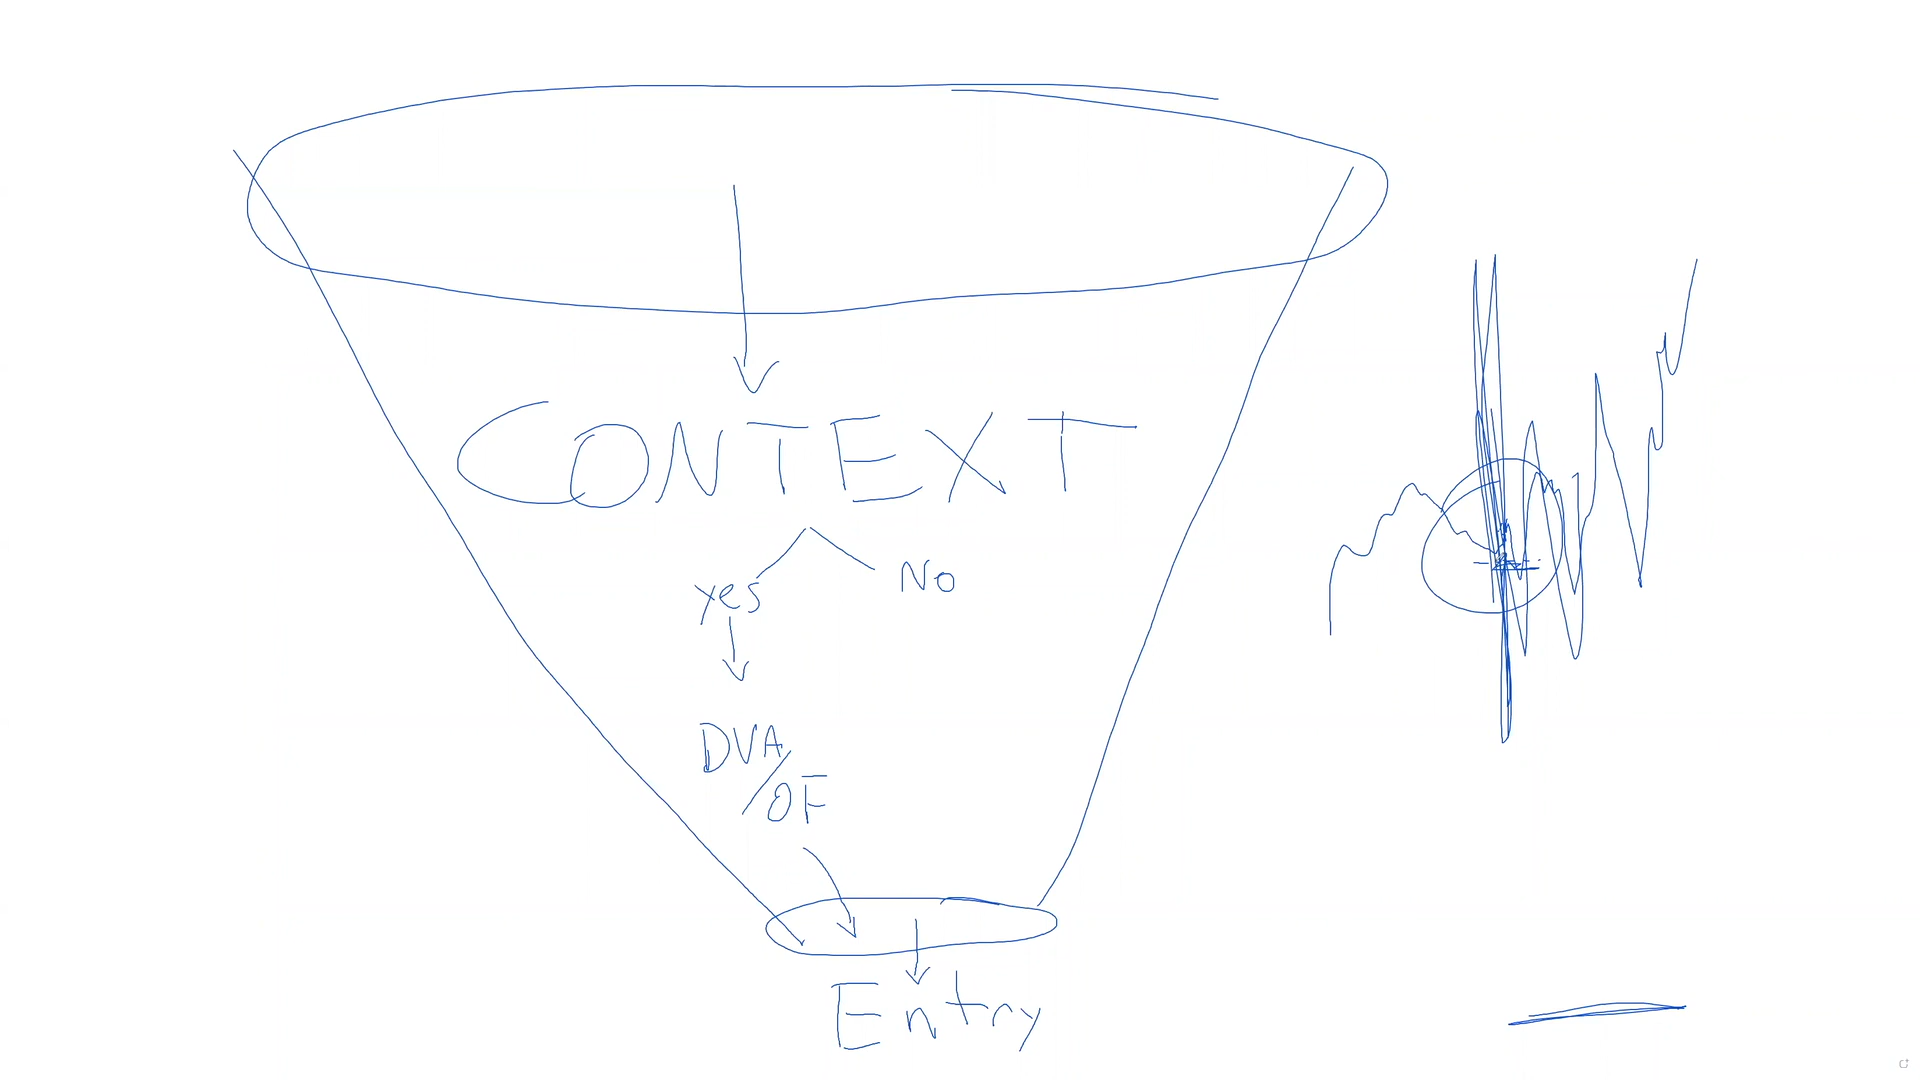 CONTEXT
yes No
DVA/
OF
Entry